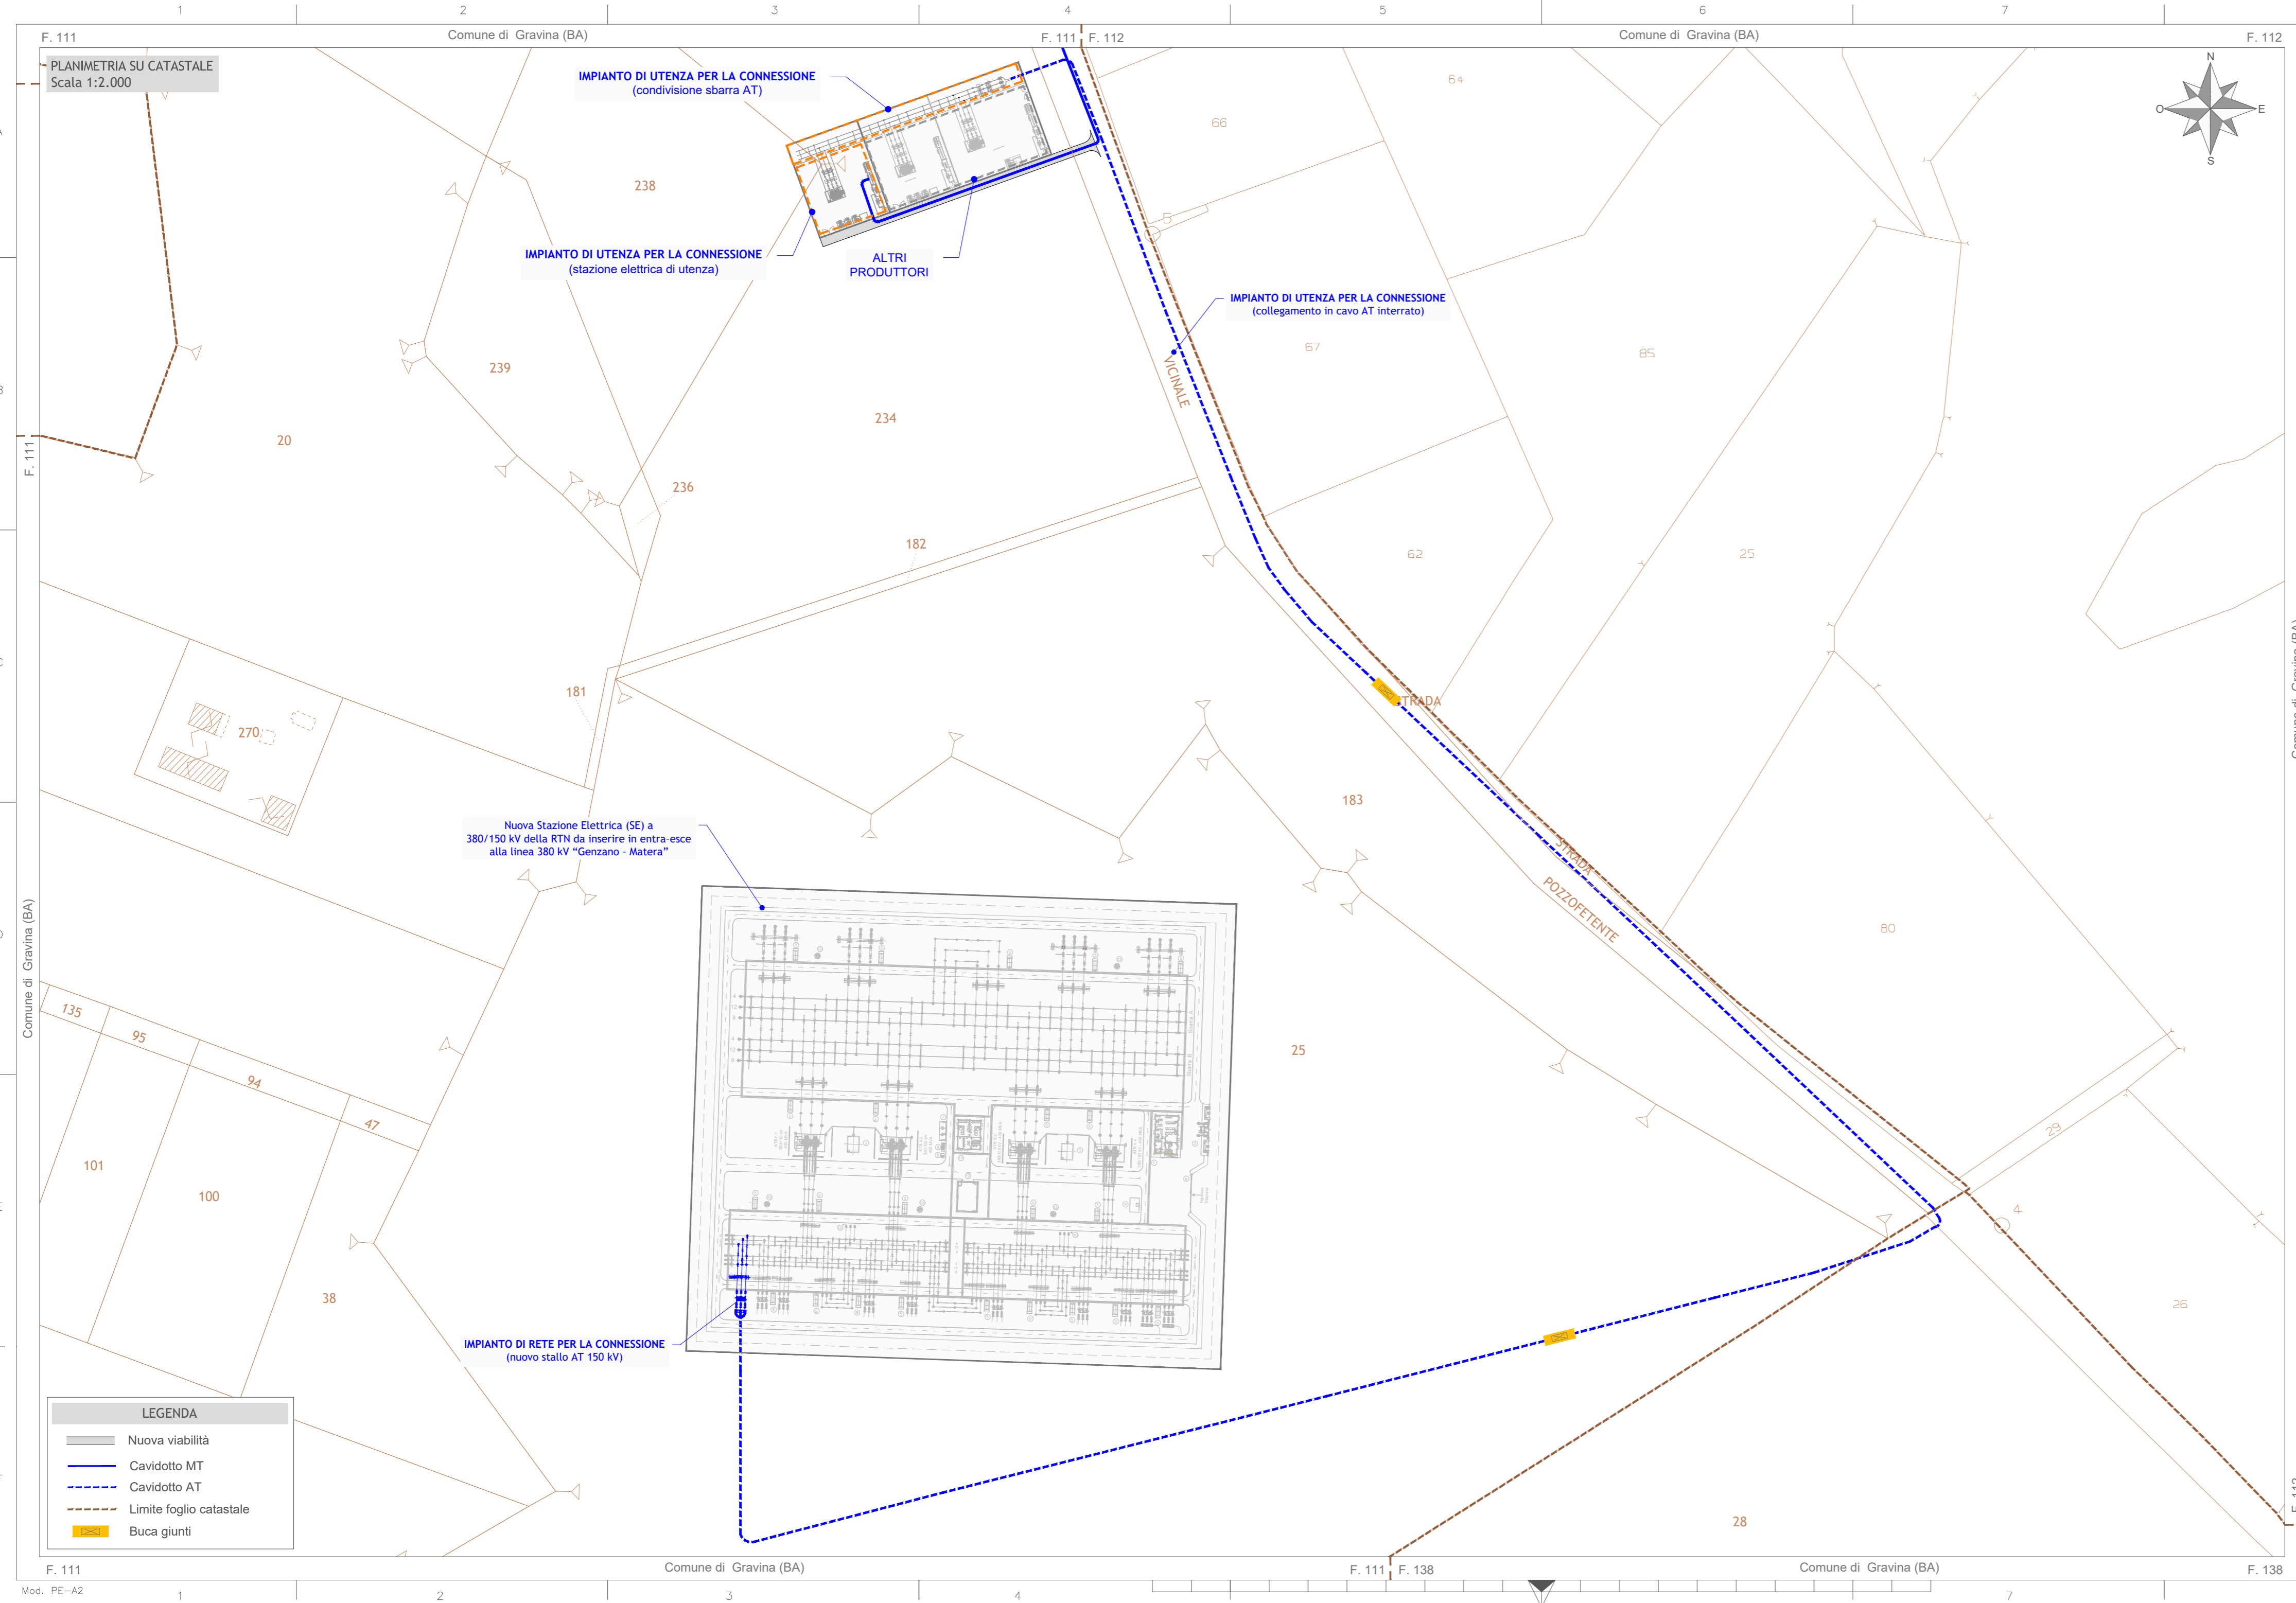 1 2 3 4 5 6 7
F. 111 Comune di Gravina (BA) F. 111 F. 112 Comune di Gravina (BA) F. 112
PLANIMETRIA SU CATASTALE
Scala 1:2.000
IMPIANTO DI UTENZA PER LA CONNESSIONE
(condivisione sbarra AT)
64
66
N
O E
S
238
5
IMPIANTO DI UTENZA PER LA CONNESSIONE
(stazione elettrica di utenza)
ALTRI
PRODUTTORI
IMPIANTO DI UTENZA PER LA CONNESSIONE
(collegamento in cavo AT interrato)
67
85
239
VICINALE
234
20
F. 111
236
182
62
25
181
STRADA
270
183
Nuova Stazione Elettrica (SE) a
380/150 kV della RTN da inserire in entra-esce
alla linea 380 kV “Genzano - Matera”
STRADA
POZZOFETENTE
80
Comune di Gravina (BA)
135
95
94
47
25
29
101
100
4
38
26
IMPIANTO DI RETE PER LA CONNESSIONE
(nuovo stallo AT 150 kV)
LEGENDA
Nuova viabilità
Cavidotto MT
Cavidotto AT
Limite foglio catastale
Buca giunti
28
F. 111 Comune di Gravina (BA) F. 111 F. 138 Comune di Gravina (BA) F. 138
Mod. PE-A2
1 2 3 4 7